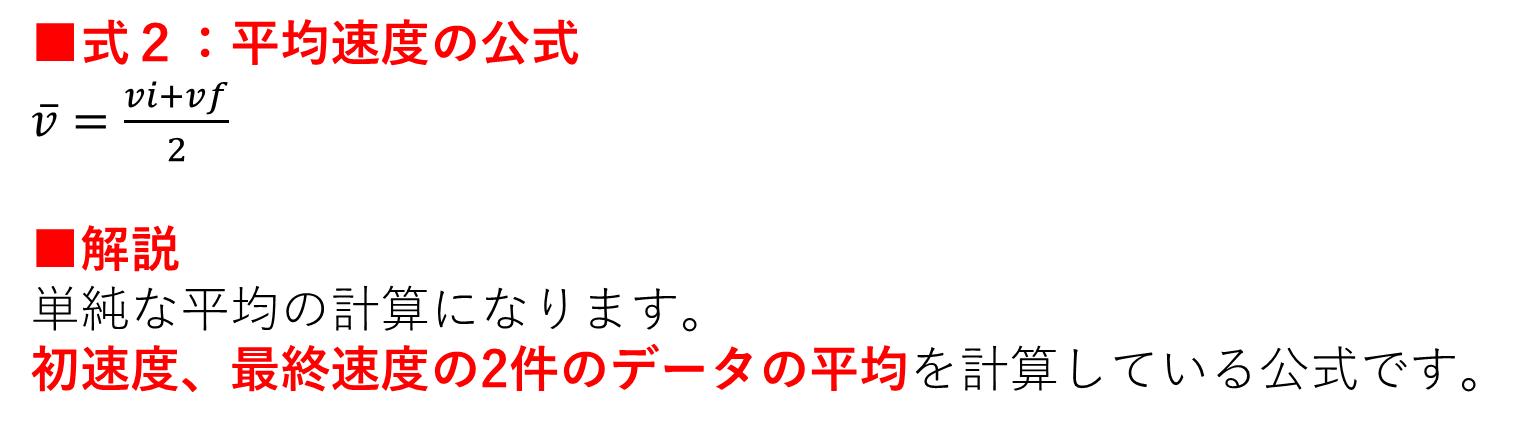 ■式２：平均速度の公式
v̄ = (vi+vf)/2
■解説
単純な平均の計算になります。
初速度、最終速度の2件のデータの平均を計算している公式です。